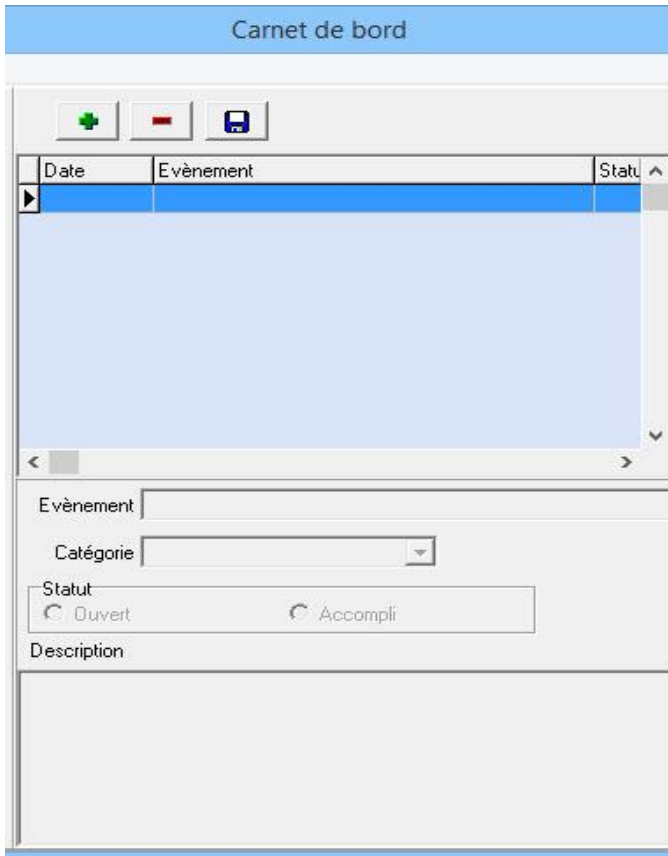 Carnet de bord
Date Evènement Statu
Evènement
Catégorie
Statut
Ouvert Accompli
Description